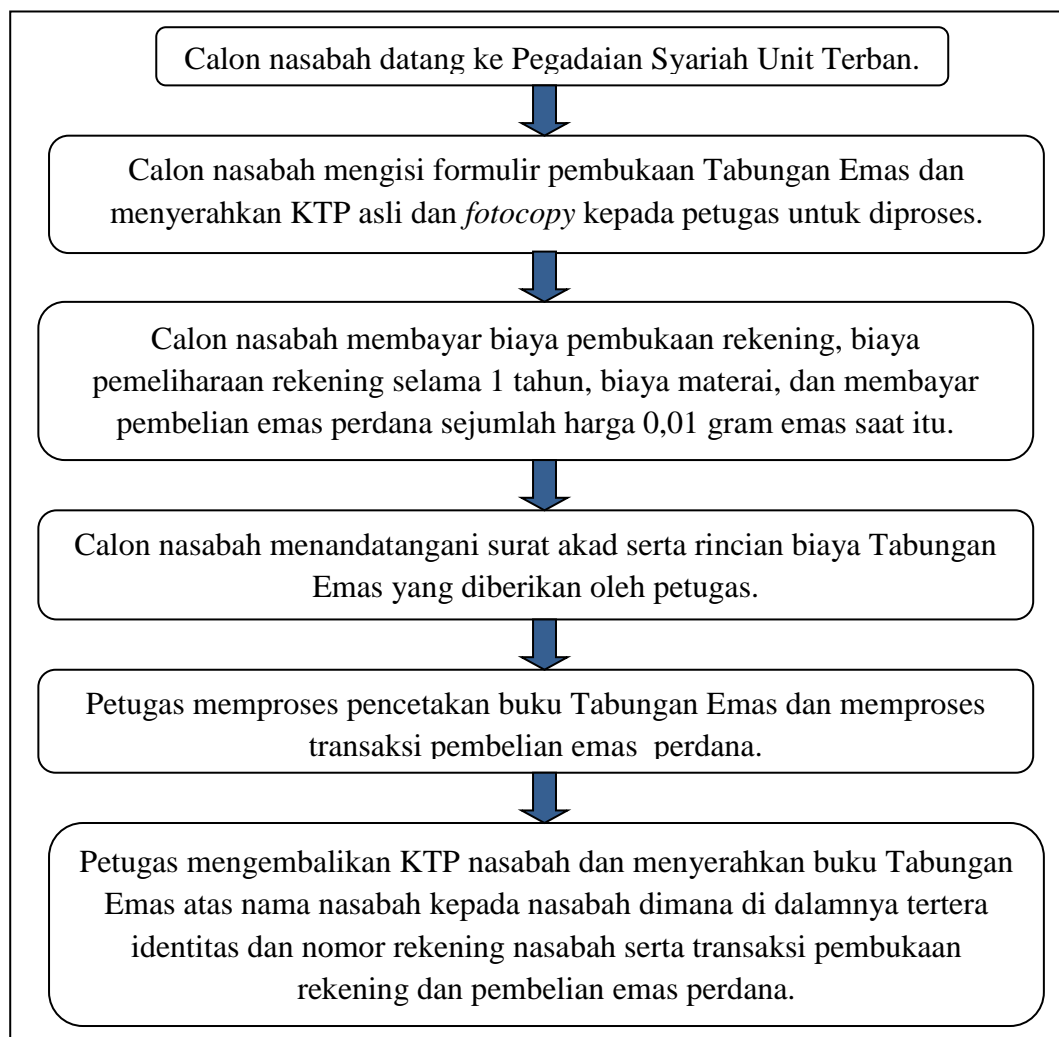 Calon nasabah datang ke Pegadaian Syariah Unit Terban.
Calon nasabah mengisi formulir pembukaan Tabungan Emas dan
menyerahkan KTP asli dan fotocopy kepada petugas untuk diproses.
Calon nasabah membayar biaya pembukaan rekening, biaya
pemeliharaan rekening selama 1 tahun, biaya materai, dan membayar
pembelian emas perdana sejumlah harga 0,01 gram emas saat itu.
Calon nasabah menandatangani surat akad serta rincian biaya Tabungan
Emas yang diberikan oleh petugas.
Petugas memproses pencetakan buku Tabungan Emas dan memproses
transaksi pembelian emas perdana.
Petugas mengembalikan KTP nasabah dan menyerahkan buku Tabungan
Emas atas nama nasabah kepada nasabah dimana di dalamnya tertera
identitas dan nomor rekening nasabah serta transaksi pembukaan
rekening dan pembelian emas perdana.